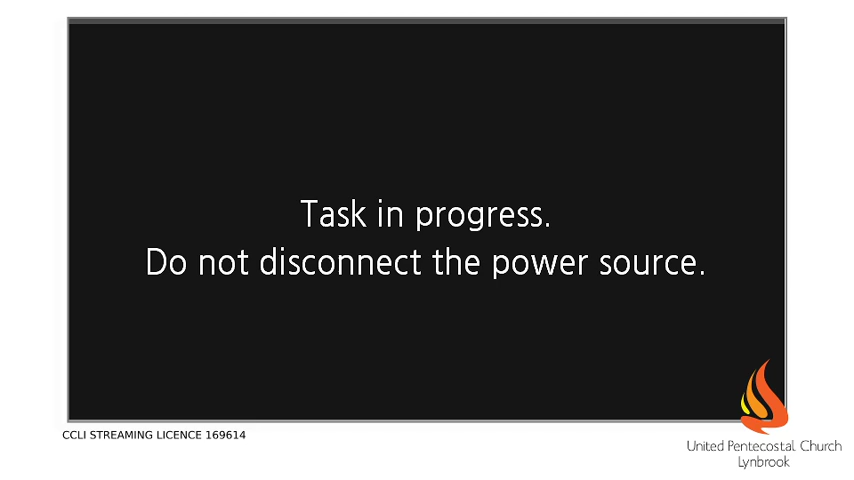 Task in progress.
Do not disconnect the power source.
CCLI STREAMING LICENCE 169614
United Pentecostal Church
Lynbrook